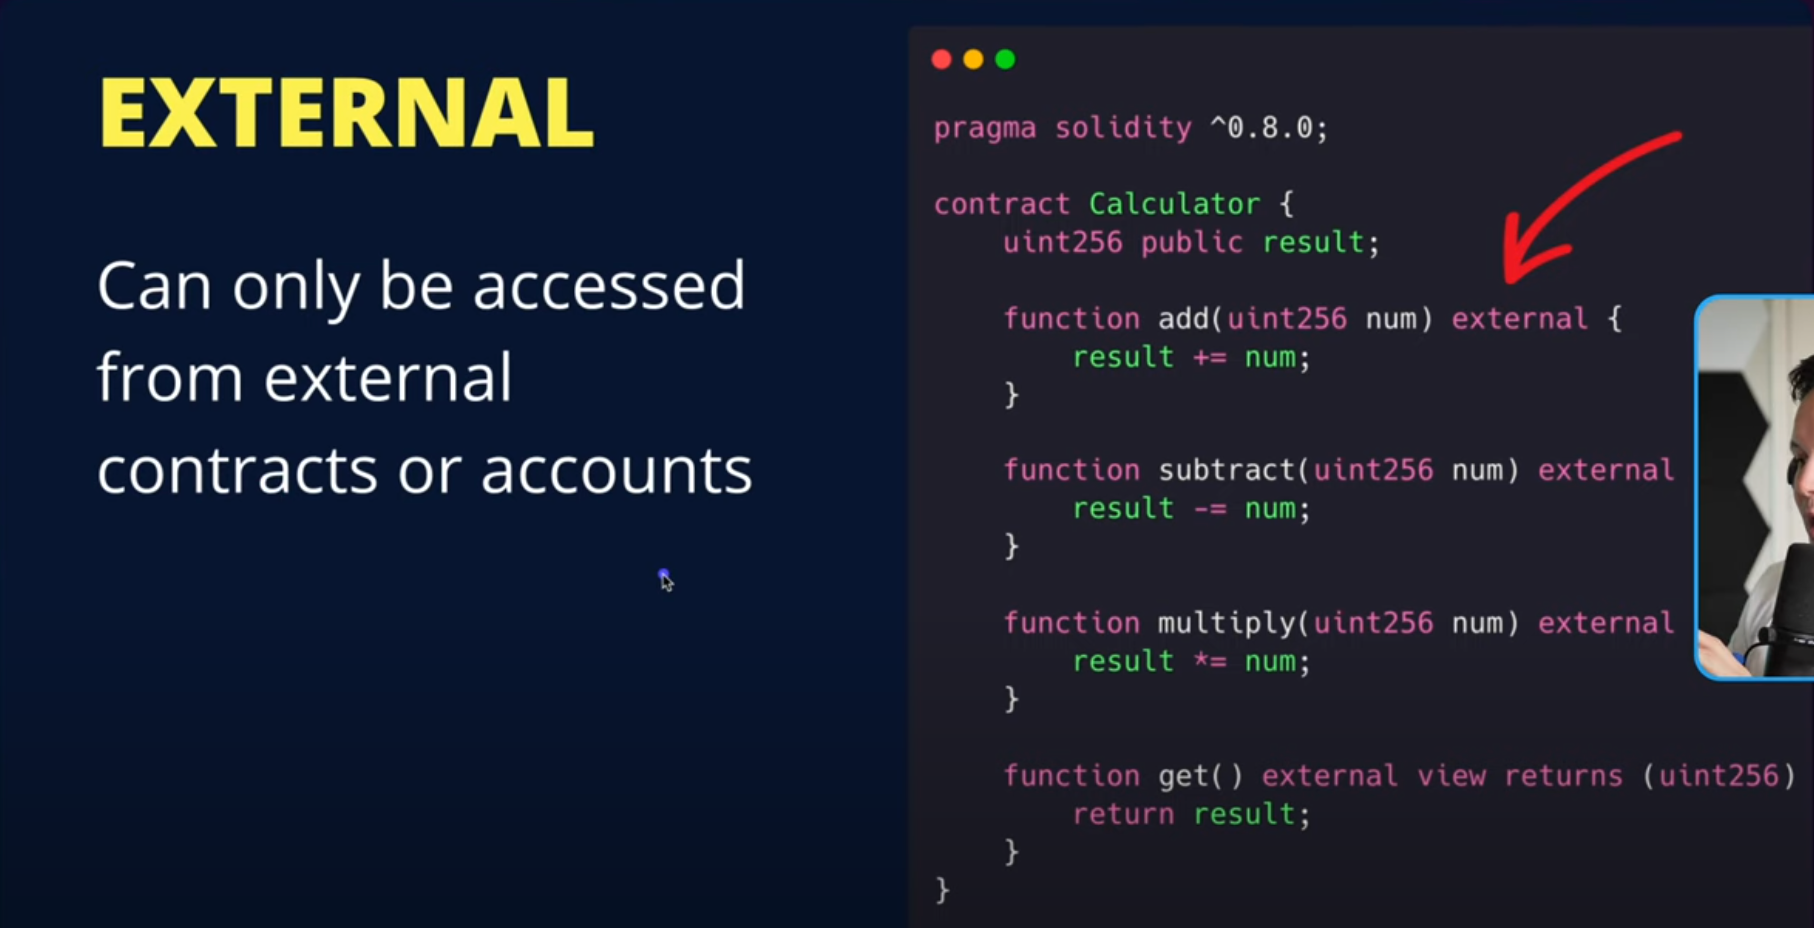 EXTERNAL
Can only be accessed
from external
contracts or accounts
pragma solidity ^0.8.0;
contract Calculator {
uint256 public result;
function add(uint256 num) external {
result += num;
}
function subtract(uint256 num) external
result -= num;
}
function multiply(uint256 num) external
result *= num;
}
function get() external view returns (uint256)
return result;
}
}